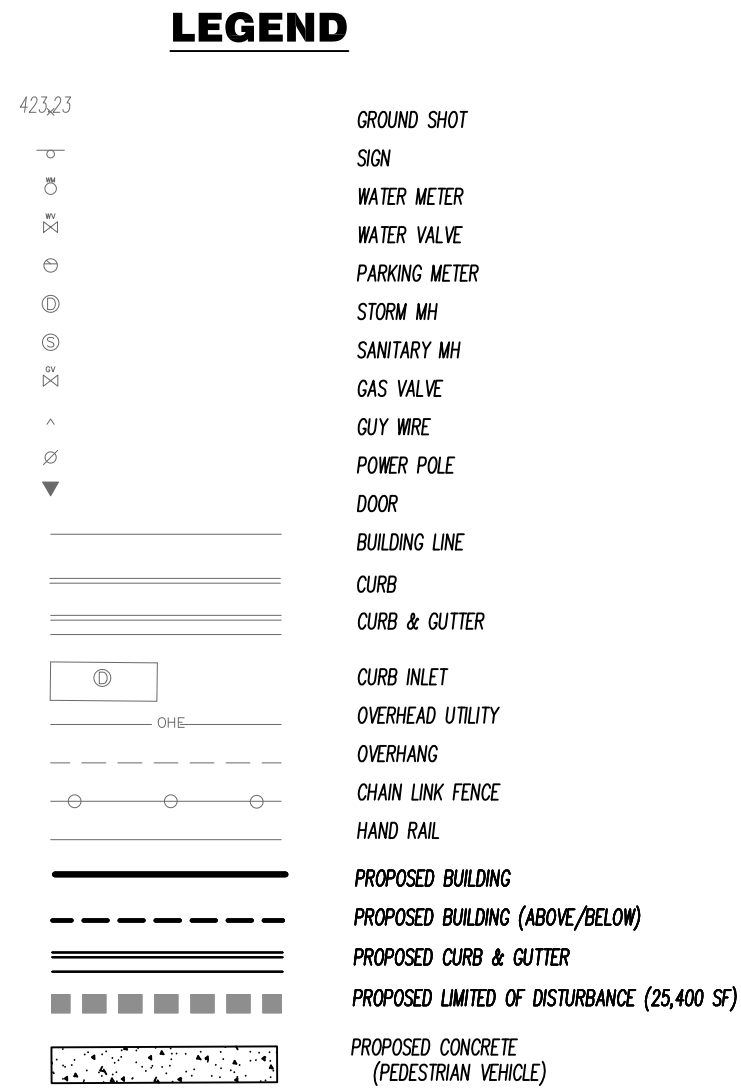 LEGEND
423.23 GROUND SHOT
SIGN
WM WATER METER
WV WATER VALVE
PARKING METER
D STORM MH
S SANITARY MH
GV GAS VALVE
GUY WIRE
POWER POLE
DOOR
BUILDING LINE
CURB
CURB & GUTTER
D CURB INLET
OHE OVERHEAD UTILITY
OVERHANG
CHAIN LINK FENCE
HAND RAIL
PROPOSED BUILDING
PROPOSED BUILDING (ABOVE/BELOW)
PROPOSED CURB & GUTTER
PROPOSED LIMITED OF DISTURBANCE (25,400 SF)
PROPOSED CONCRETE
(PEDESTRIAN VEHICLE)